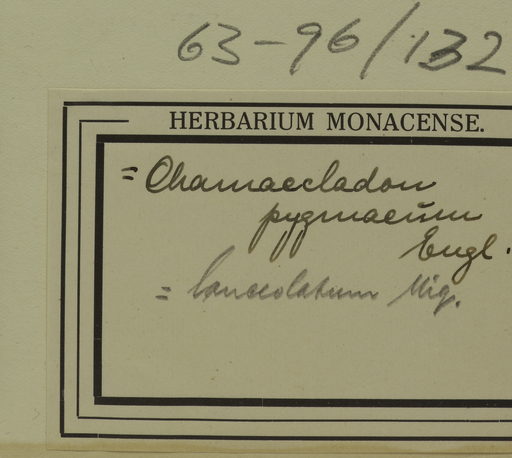 63-96/132
HERBARIUM MONACENSE.
= Chamaecladon
pygmaeum
Engl.
= lanceolatum Miq.